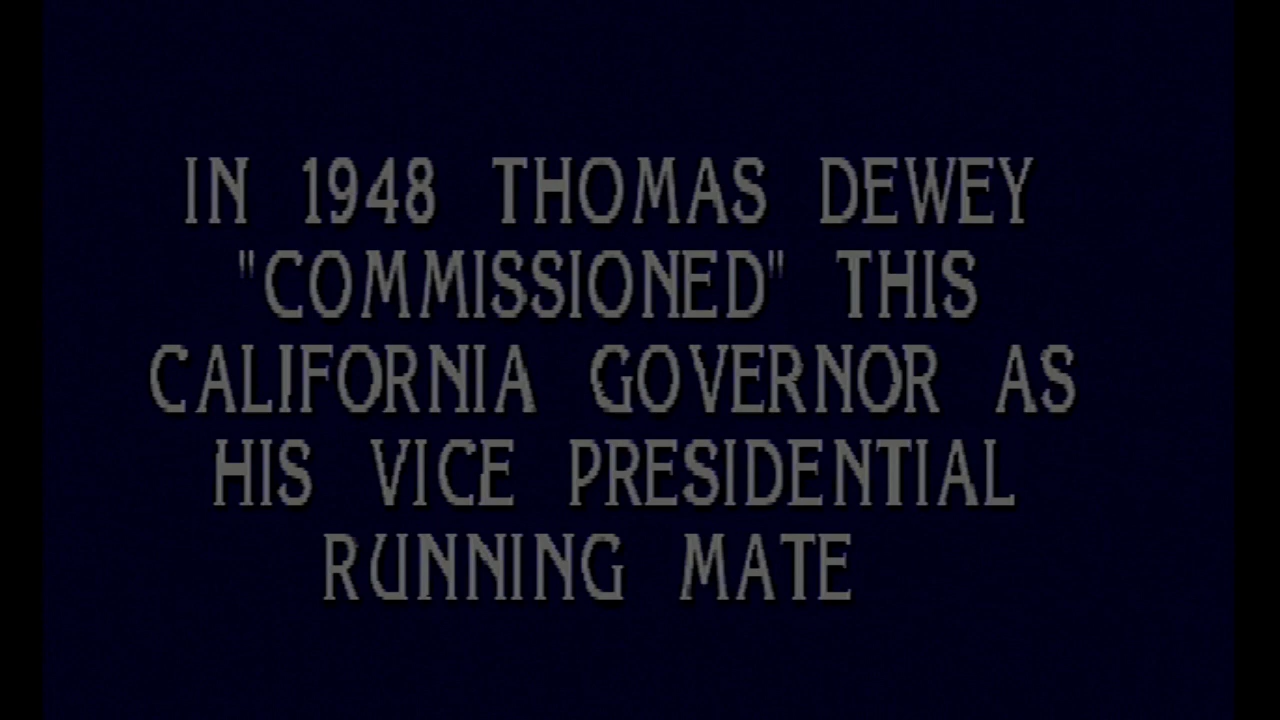 IN 1948 THOMAS DEWEY
"COMMISSIONED" THIS
CALIFORNIA GOVERNOR AS
HIS VICE PRESIDENTIAL
RUNNING MATE